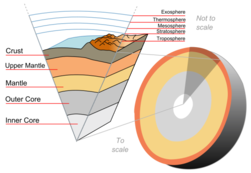 Exosphere
Thermosphere
Mesosphere
Stratosphere
Troposphere
Not to
scale
Crust
Upper Mantle
Mantle
Outer Core
Inner Core
To
scale